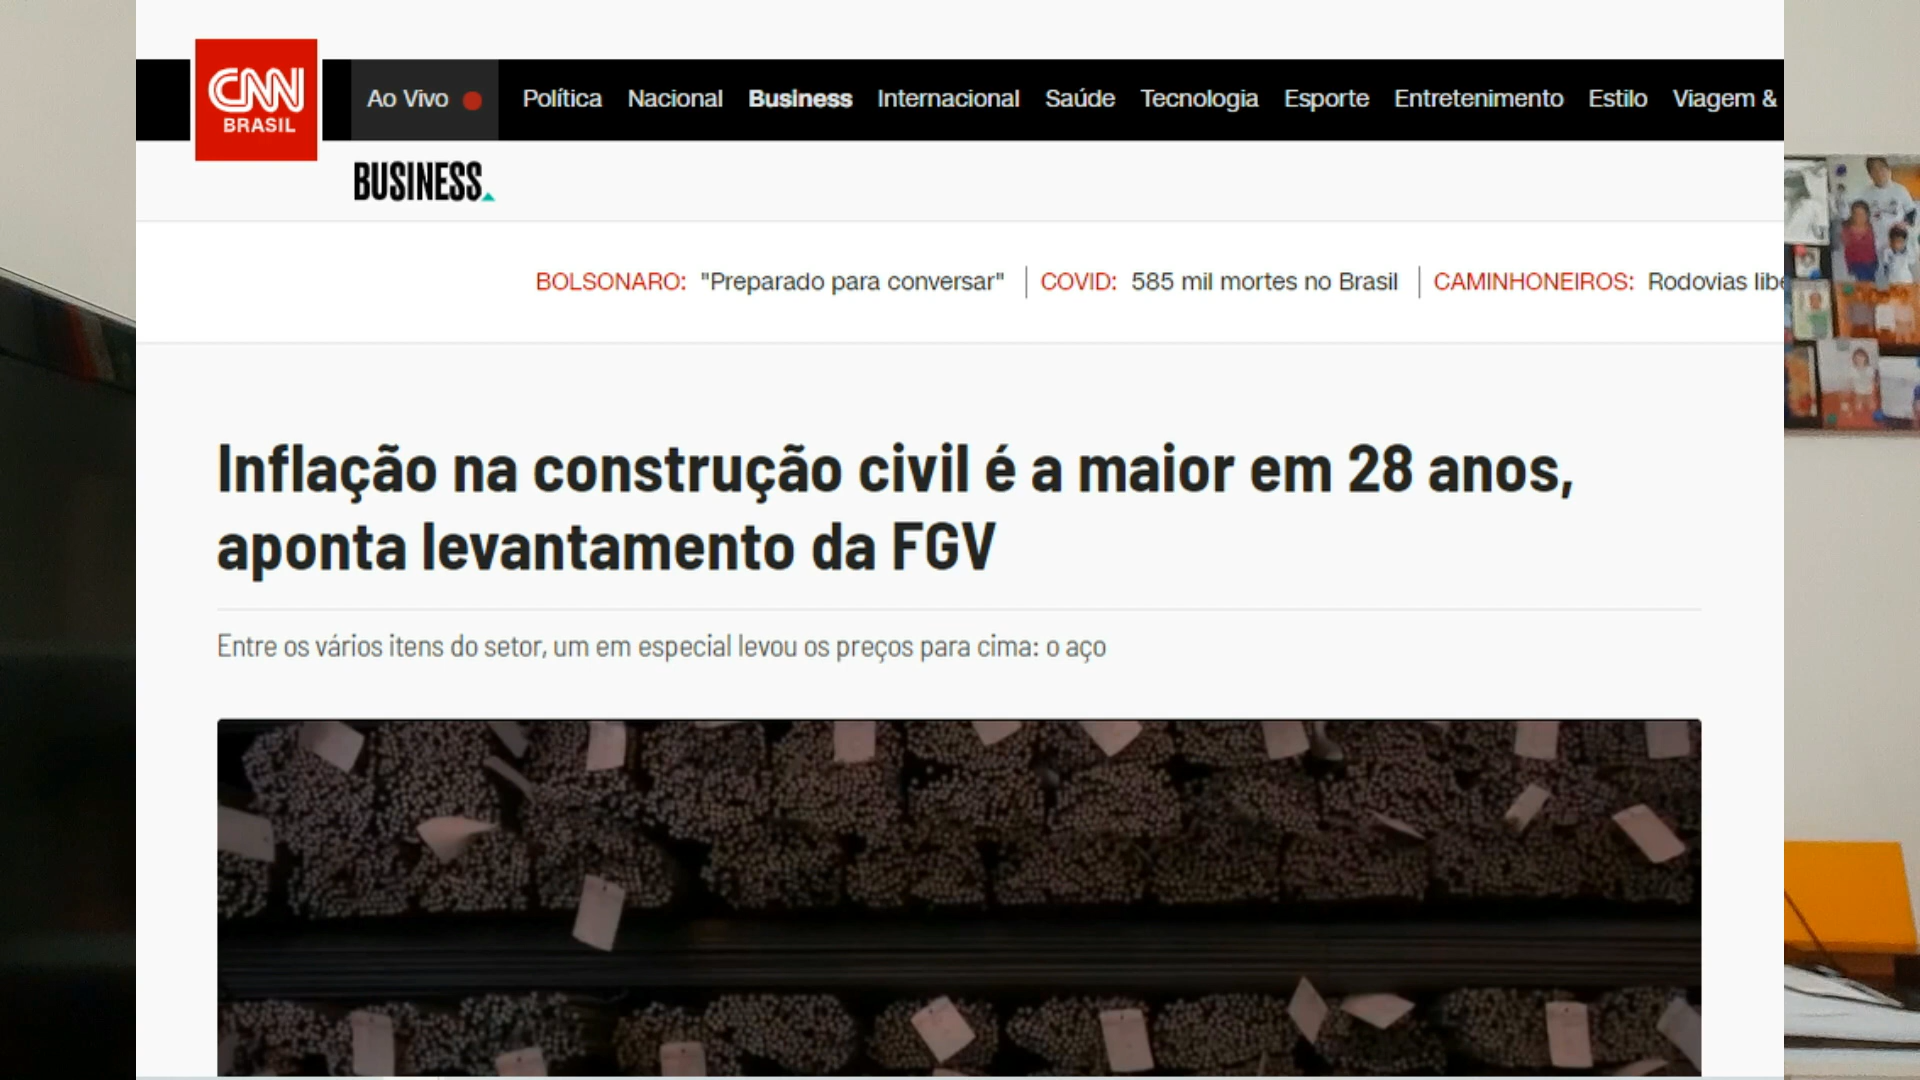 CNN
BRASIL
Ao Vivo
Política
Nacional
Business
Internacional
Saúde
Tecnologia
Esporte
Entretenimento
Estilo
Viagem &
BUSINESS
BOLSONARO: "Preparado para conversar"
COVID: 585 mil mortes no Brasil
CAMINHONEIROS: Rodovias
Inflação na construção civil é a maior em 28 anos,
aponta levantamento da FGV
Entre os vários itens do setor, um em especial levou os preços para cima: o aço